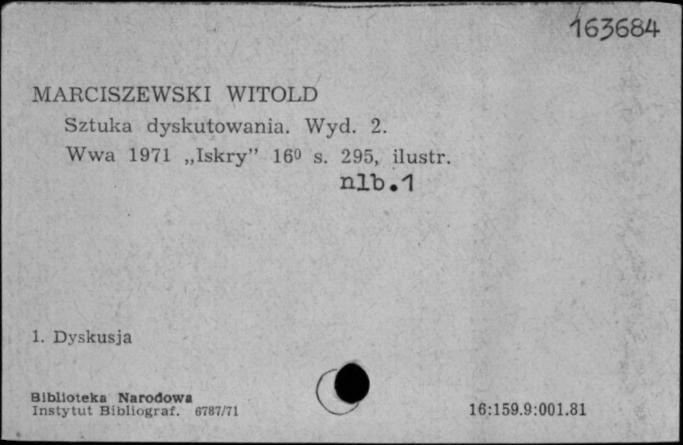 163684
MARCISZEWSKI WITOLD
Sztuka dyskutowania. Wyd. 2.
Wwa 1971 „Iskry” 16⁰ s. 295, ilustr.
nlb.1
1. Dyskusja
Biblioteka Narodowa
Instytut Bibliograf. 6787/71
16:159.9:001.81